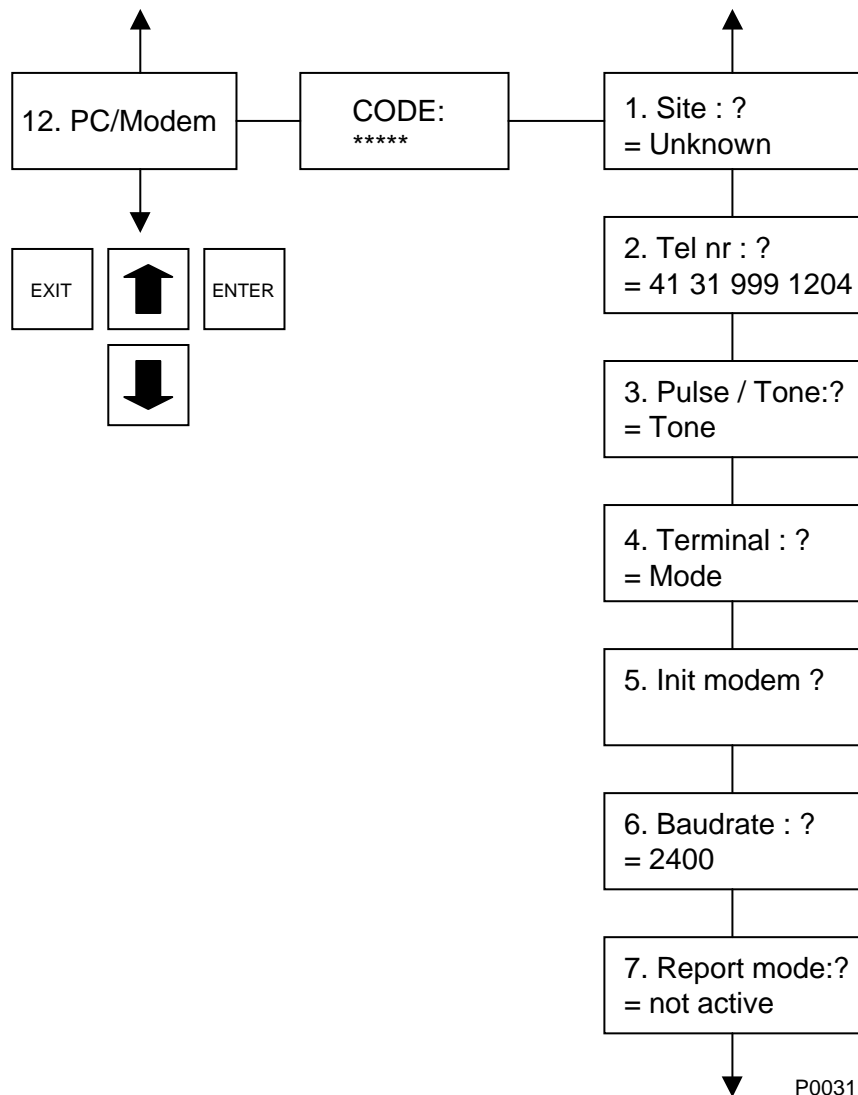 12. PC/Modem
CODE:
*****
1. Site : ?
= Unknown
EXIT
ENTER
2. Tel nr : ?
= 41 31 999 1204
3. Pulse / Tone:?
= Tone
4. Terminal : ?
= Mode
5. Init modem ?
6. Baudrate : ?
= 2400
7. Report mode:?
= not active
P0031